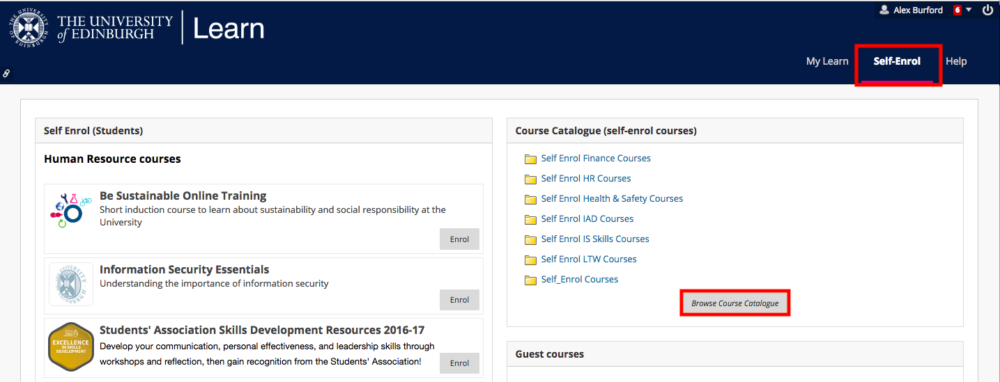 THE UNIVERSITY
of EDINBURGH
Learn
Alex Burford 6
My Learn Self-Enrol Help
Self Enrol (Students)
Human Resource courses
Be Sustainable Online Training
Short induction course to learn about sustainability and social responsibility at the
University
Enrol
Information Security Essentials
Understanding the importance of information security
Enrol
EXCELLENCE
IN SKILLS
DEVELOPMENT
Students' Association Skills Development Resources 2016-17
Develop your communication, personal effectiveness, and leadership skills through
workshops and reflection, then gain recognition from the Students' Association!
Enrol
Course Catalogue (self-enrol courses)
Self Enrol Finance Courses
Self Enrol HR Courses
Self Enrol Health & Safety Courses
Self Enrol IAD Courses
Self Enrol IS Skills Courses
Self Enrol LTW Courses
Self_Enrol Courses
Browse Course Catalogue
Guest courses